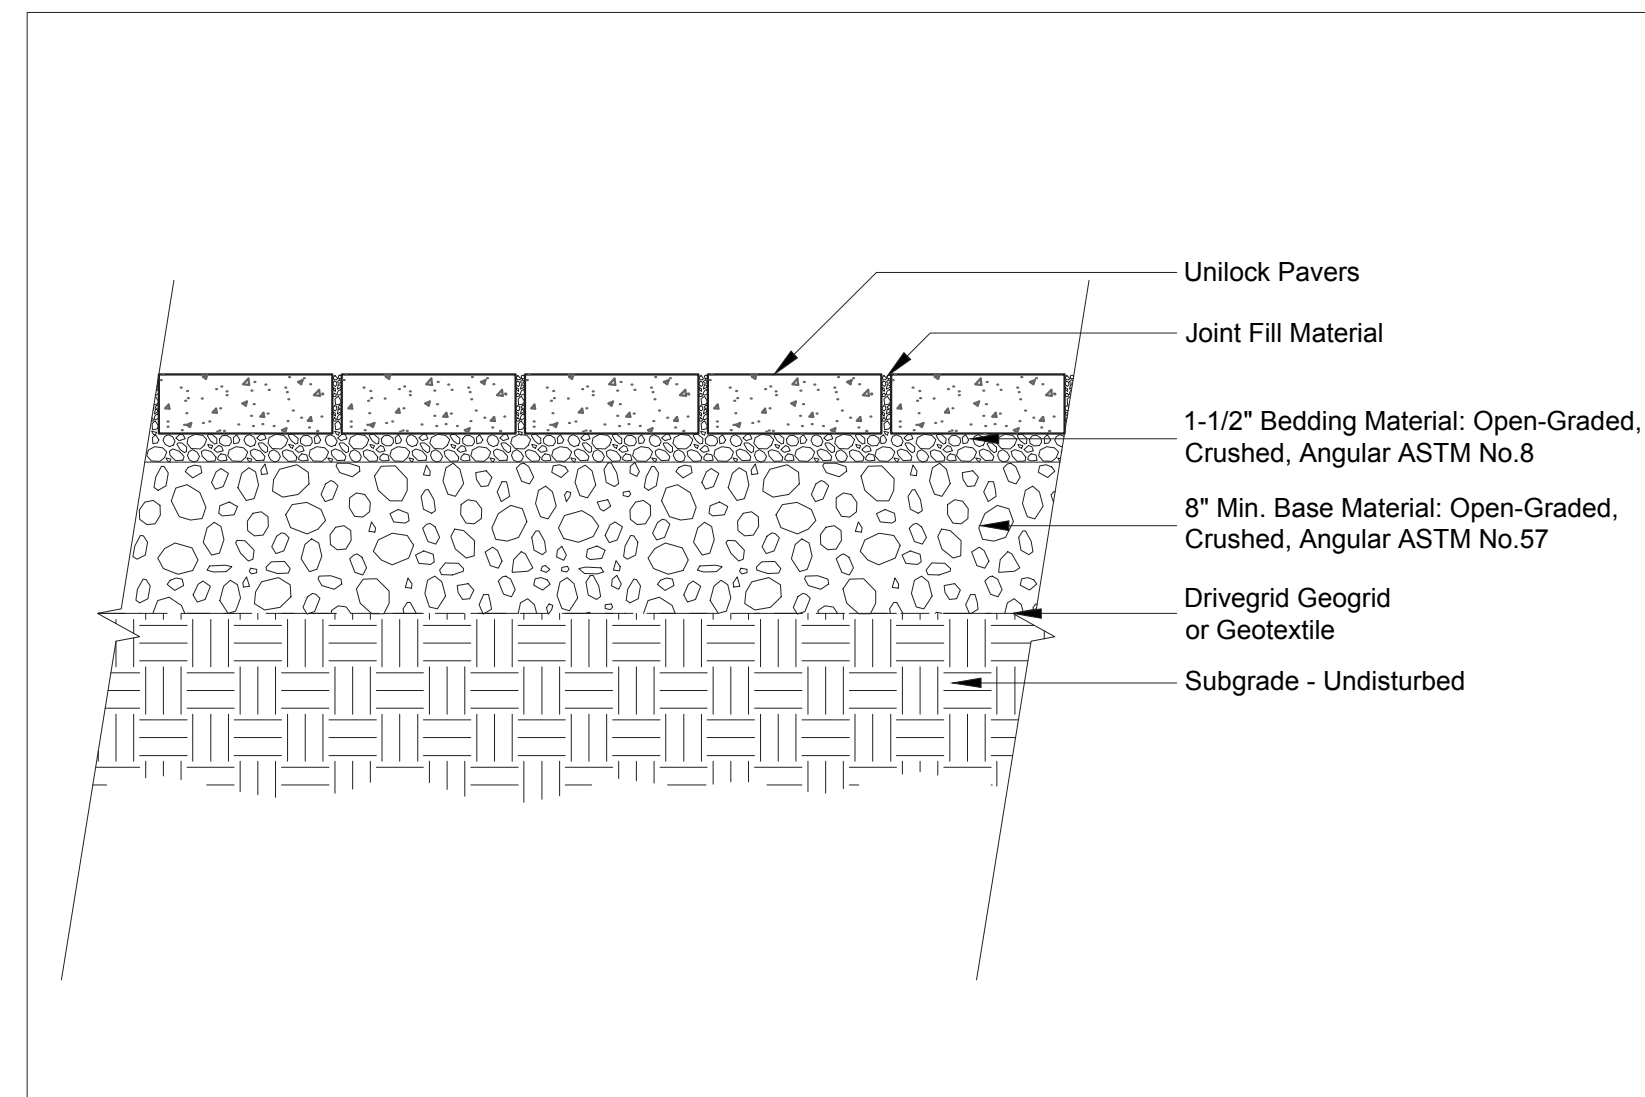 Unilock Pavers
Joint Fill Material
1-1/2" Bedding Material: Open-Graded,
Crushed, Angular ASTM No.8
8" Min. Base Material: Open-Graded,
Crushed, Angular ASTM No.57
Drivegrid Geogrid
or Geotextile
Subgrade - Undisturbed